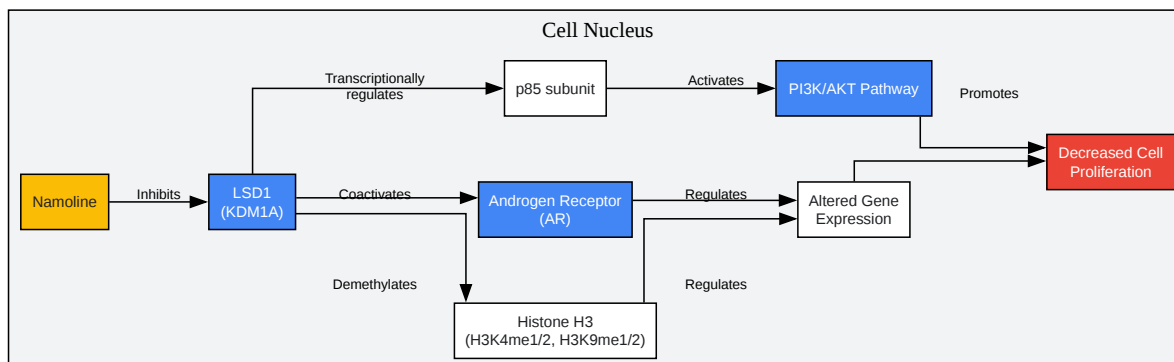 Cell Nucleus
Transcriptionally
regulates
p85 subunit
Activates
PI3K/AKT Pathway
Promotes
Decreased Cell
Proliferation
Namoline
Inhibits
LSD1
(KDM1A)
Coactivates
Androgen Receptor
(AR)
Regulates
Altered Gene
Expression
Demethylates
Regulates
Histone H3
(H3K4me1/2, H3K9me1/2)